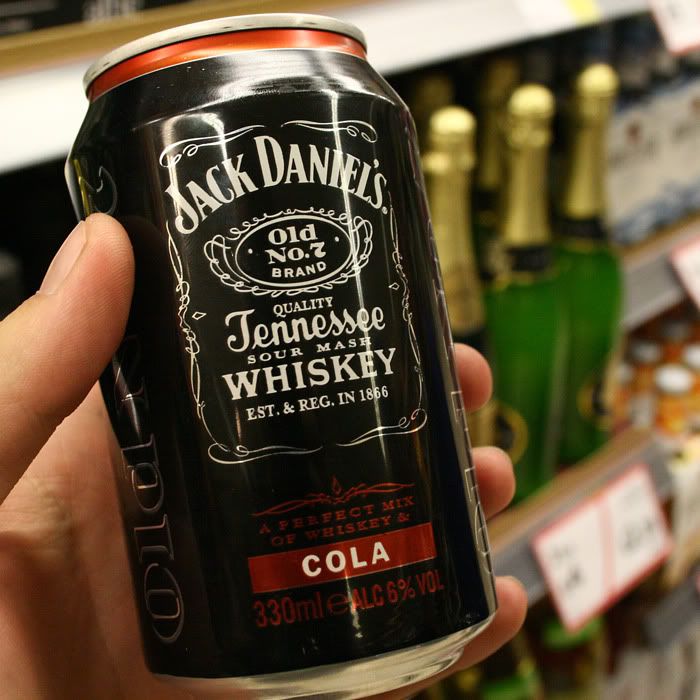 JACK DANIEL'S
Old
No.7
BRAND
QUALITY
Tennessee
SOUR MASH
WHISKEY
EST. & REG. IN 1866
A PERFECT MIX
OF WHISKEY &
COLA
330ml e ALC 6% VOL
Old